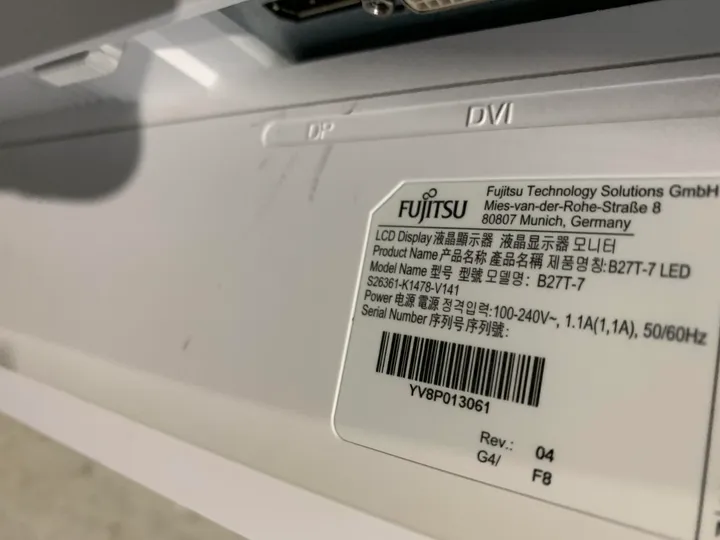 DP DVI
FUJITSU
Fujitsu Technology Solutions GmbH
Mies-van-der-Rohe-Straße 8
80807 Munich, Germany
LCD Display 液晶顯示器 液晶显示器 모니터
Product Name 产品名称 產品名稱 제품명칭: B27T-7 LED
Model Name 型号 型號 모델명: B27T-7
S26361-K1478-V141
Power 电源 電源 정격입력:100-240V~, 1.1A(1,1A), 50/60Hz
Serial Number 序列号 序列號:
YV8P013061
Rev.: 04
G4/ F8